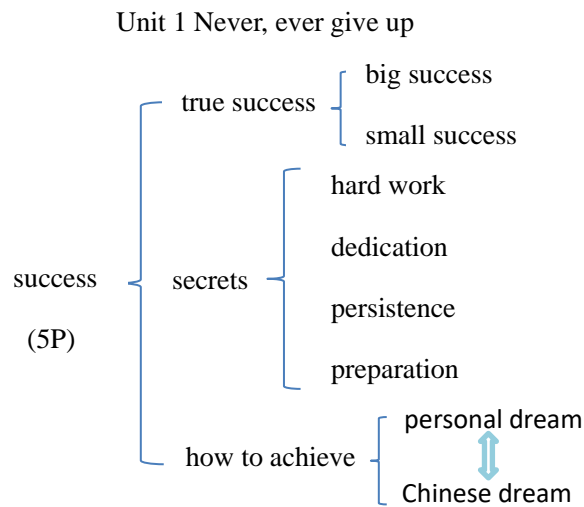 Unit 1 Never, ever give up
big success
true success
small success
hard work
dedication
success
secrets
persistence
(5P)
preparation
personal dream
how to achieve
Chinese dream